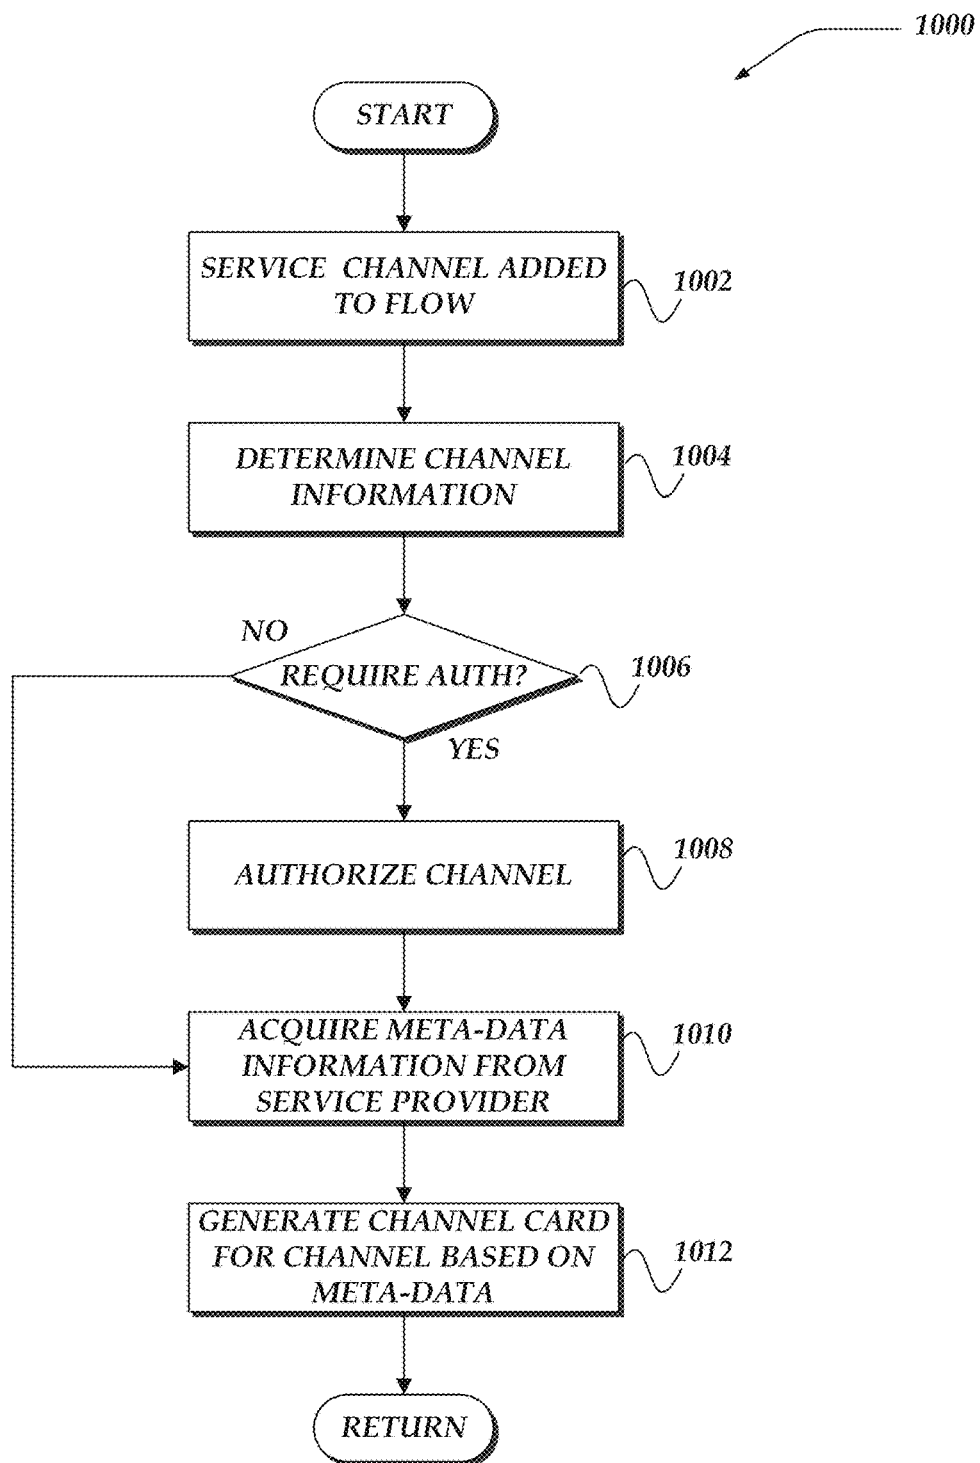 1000
START
SERVICE CHANNEL ADDED
TO FLOW
1002
DETERMINE CHANNEL
INFORMATION
1004
NO
REQUIRE AUTH?
1006
YES
AUTHORIZE CHANNEL
1008
ACQUIRE META-DATA
INFORMATION FROM
SERVICE PROVIDER
1010
GENERATE CHANNEL CARD
FOR CHANNEL BASED ON
META-DATA
1012
RETURN